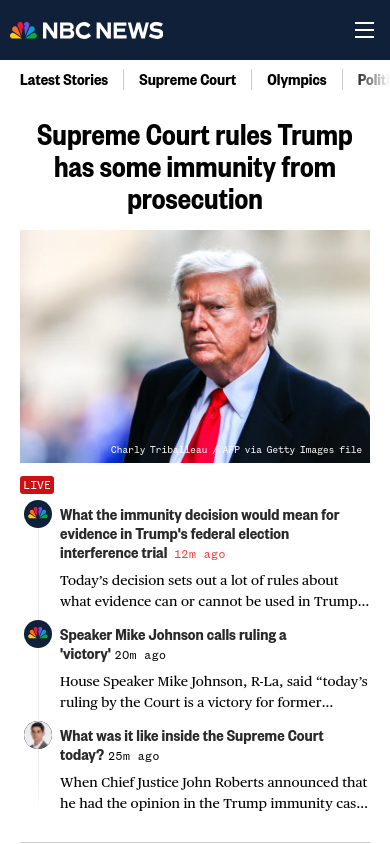 NBC NEWS
Latest Stories
Supreme Court
Olympics
Politi
Supreme Court rules Trump
has some immunity from
prosecution
Charly Triballeau / AFP via Getty Images file
LIVE
What the immunity decision would mean for
evidence in Trump's federal election
interference trial 12m ago
Today’s decision sets out a lot of rules about
what evidence can or cannot be used in Trump...
Speaker Mike Johnson calls ruling a
'victory' 20m ago
House Speaker Mike Johnson, R-La, said “today’s
ruling by the Court is a victory for former...
What was it like inside the Supreme Court
today? 25m ago
When Chief Justice John Roberts announced that
he had the opinion in the Trump immunity cas...